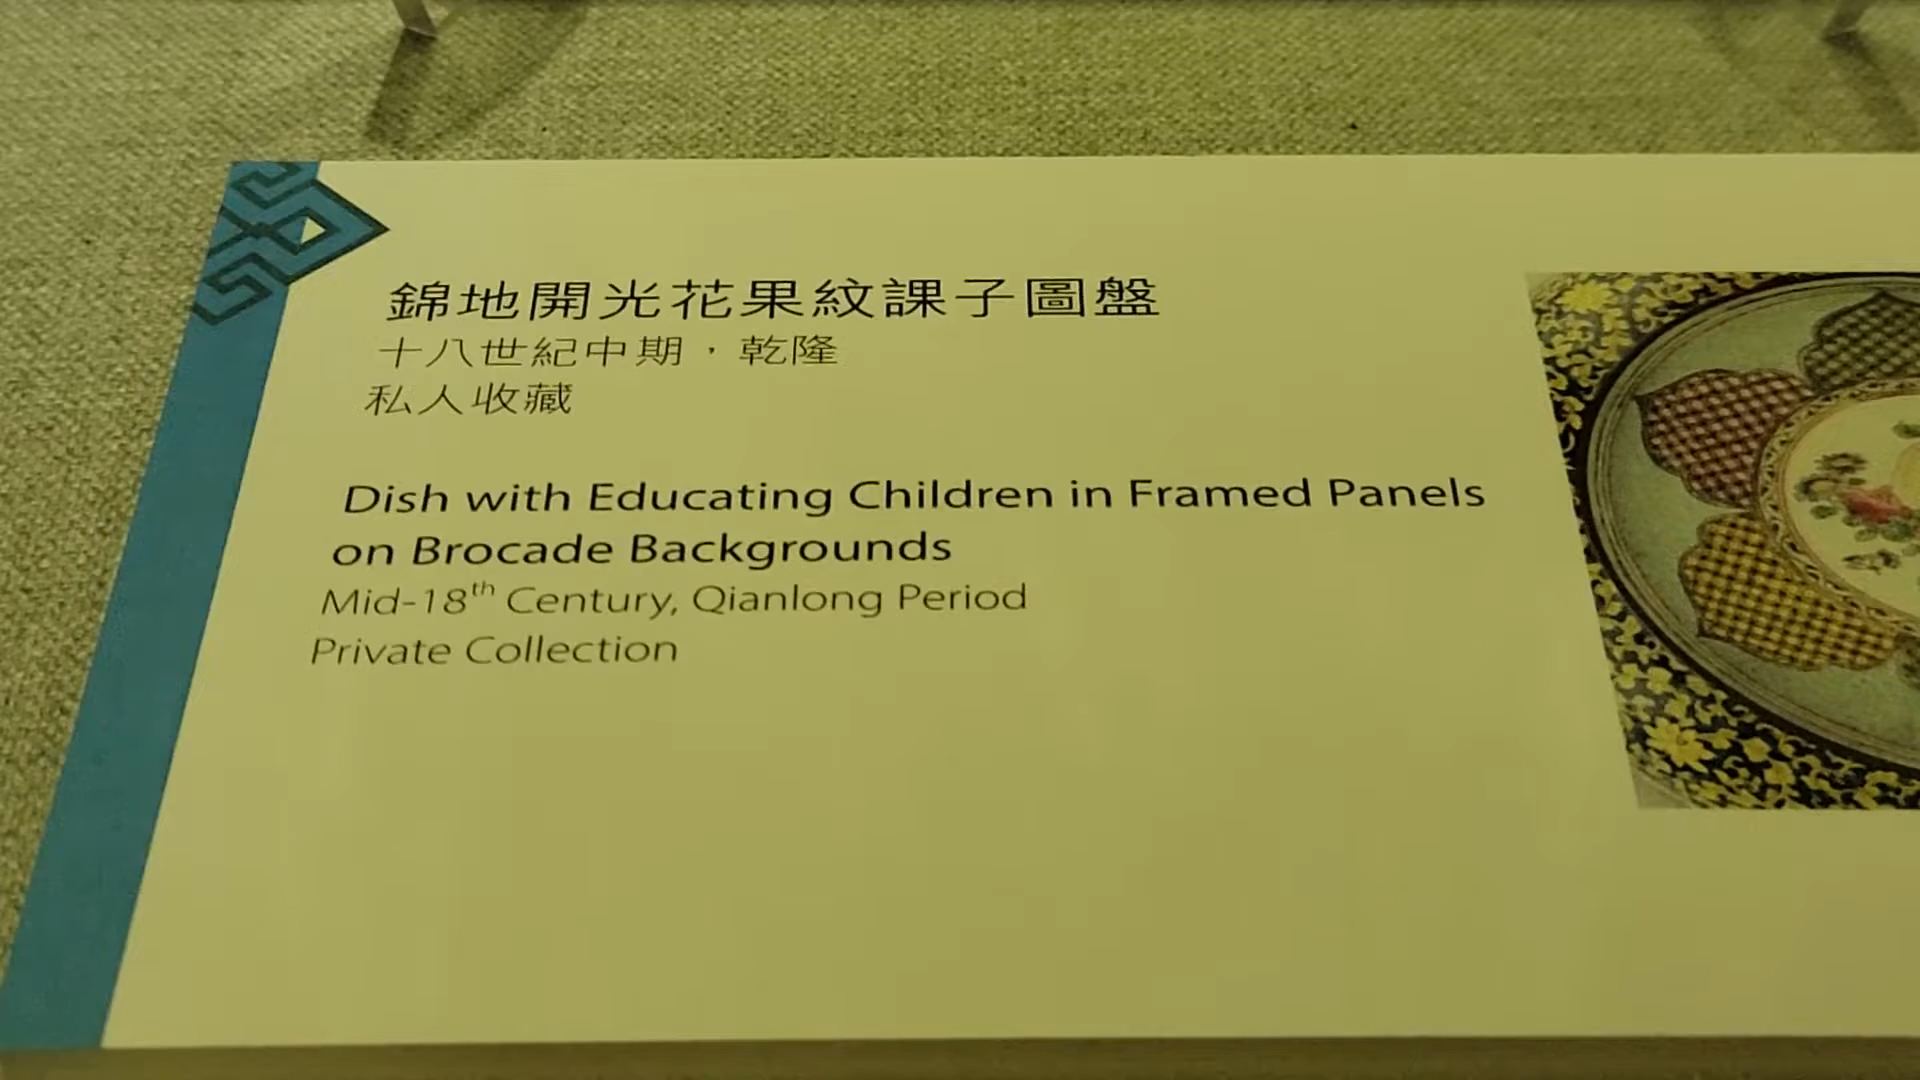 錦地開光花果紋課子圖盤
十八世紀中期，乾隆
私人收藏
Dish with Educating Children in Framed Panels
on Brocade Backgrounds
Mid-18th Century, Qianlong Period
Private Collection